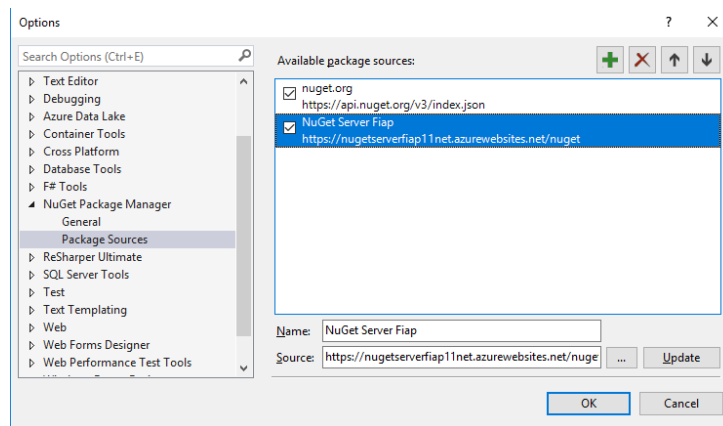 Options
?
Search Options (Ctrl+E)
Text Editor
Debugging
Azure Data Lake
Container Tools
Cross Platform
Database Tools
F# Tools
NuGet Package Manager
General
Package Sources
ReSharper Ultimate
SQL Server Tools
Test
Text Templating
Web
Web Forms Designer
Web Performance Test Tools
Available package sources:
nuget.org
https://api.nuget.org/v3/index.json
NuGet Server Fiap
https://nugetserverfiap11net.azurewebsites.net/nuget
Name: NuGet Server Fiap
Source: https://nugetserverfiap11net.azurewebsites.net/nuge ... Update
OK Cancel